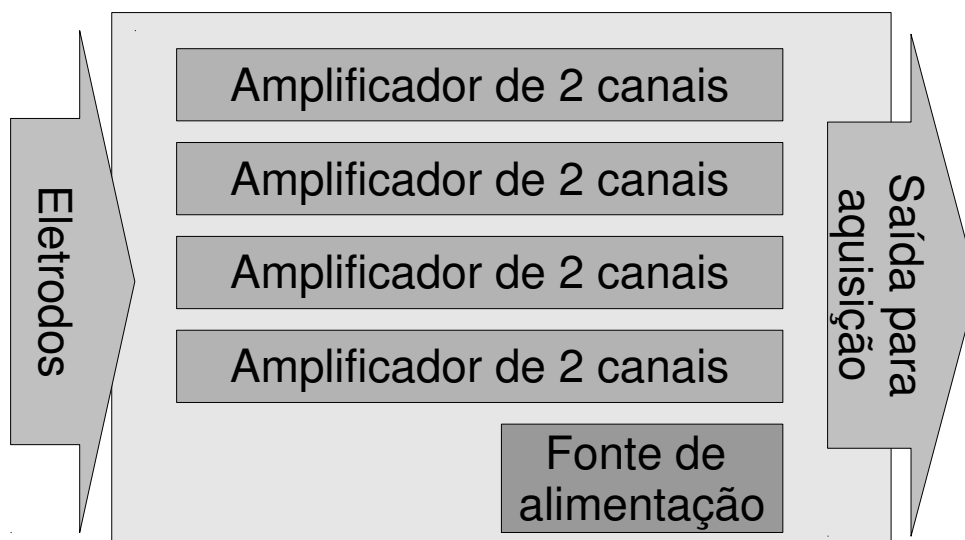 Amplificador de 2 canais
Amplificador de 2 canais
Amplificador de 2 canais
Amplificador de 2 canais
Eletrodos
Saída para
aquisição
Fonte de
alimentação